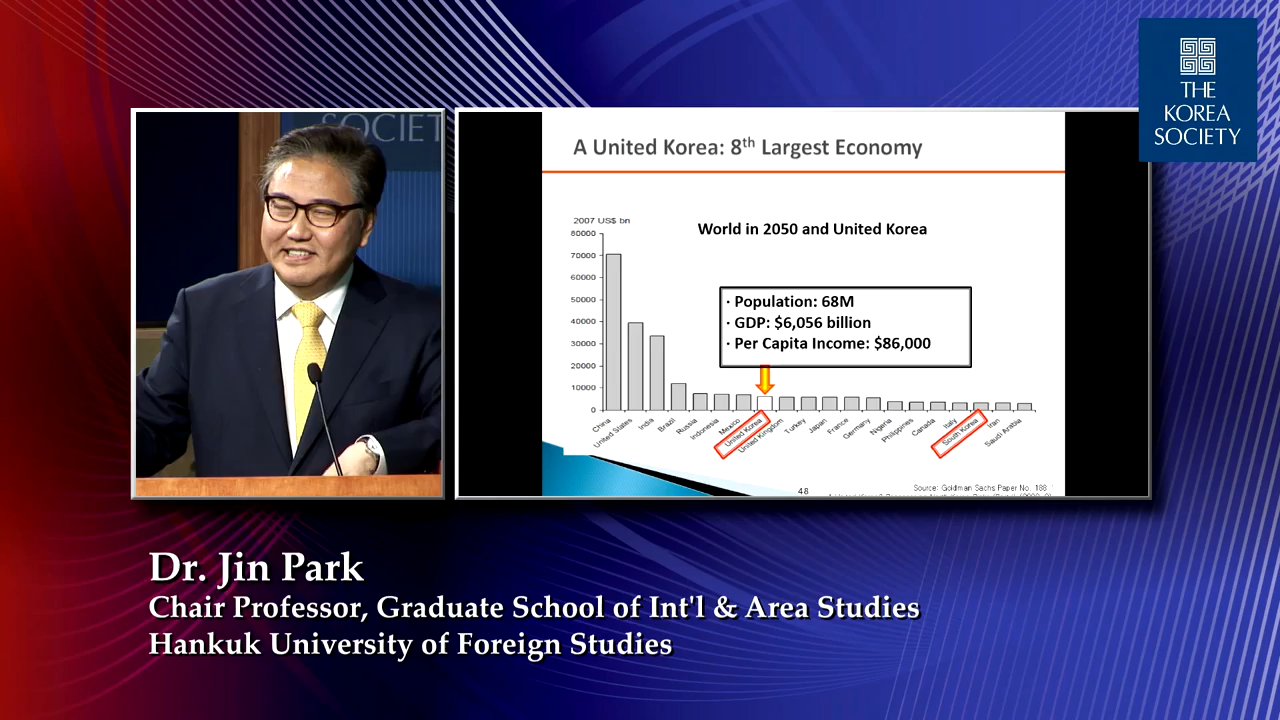 SOCIET
THE
KOREA
SOCIETY
A United Korea: 8th Largest Economy
2007 US$ bn
World in 2050 and United Korea
80000
70000
60000
50000
40000
30000
20000
10000
0
· Population: 68M
· GDP: $6,056 billion
· Per Capita Income: $86,000
China
United States
India
Brazil
Russia
Indonesia
Mexico
United Korea
United Kingdom
Turkey
Japan
France
Germany
Nigeria
Philippines
Canada
Italy
South Korea
Iran
Saudi Arabia
48
Source: Goldman Sachs Paper No. 188
Dr. Jin Park
Chair Professor, Graduate School of Int'l & Area Studies
Hankuk University of Foreign Studies